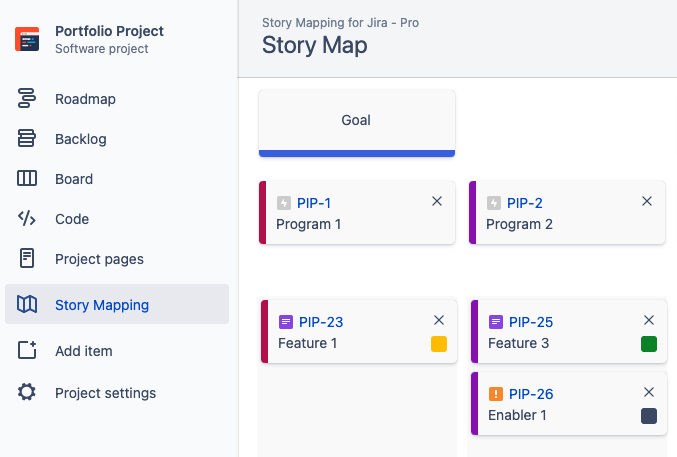 Portfolio Project
Software project
Roadmap
Backlog
Board
Code
Project pages
Story Mapping
Add item
Project settings
Story Mapping for Jira - Pro
Story Map
Goal
PIP-1
Program 1
PIP-2
Program 2
PIP-23
Feature 1
PIP-25
Feature 3
PIP-26
Enabler 1